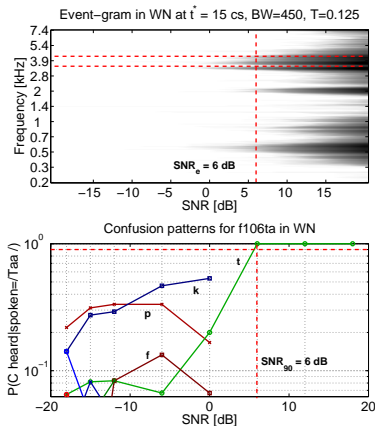 Event−gram in WN at t* = 15 cs, BW=450, T=0.125
Frequency [kHz]
7.4
5.4
3.9
2.8
2
1.4
1
0.7
0.5
0.3
0.2
SNR_e = 6 dB
−15 −10 −5 0 5 10 15
SNR [dB]
Confusion patterns for f106ta in WN
P(C heard|spoken=/Taa /)
10^0
10^−1
t
k
p
f
SNR_90 = 6 dB
−20 −10 0 10 20
SNR [dB]